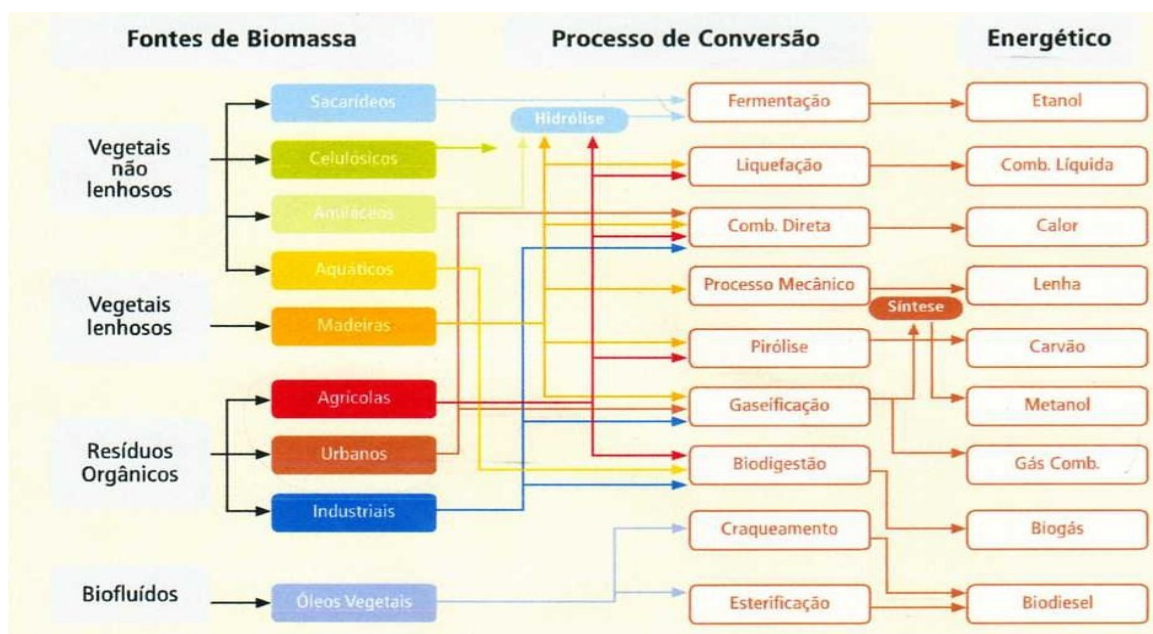 Fontes de Biomassa
Processo de Conversão
Energético
Vegetais
não
lenhosos
Vegetais
lenhosos
Resíduos
Orgânicos
Biofluídos
Sacarídeos
Celulósicos
Aquáticos
Madeiras
Agrícolas
Urbanos
Industriais
Óleos Vegetais
Hidrólise
Fermentação
Liquefação
Comb. Direta
Processo Mecânico
Pirólise
Gaseificação
Biodigestão
Craqueamento
Esterificação
Síntese
Etanol
Comb. Líquida
Calor
Lenha
Carvão
Metanol
Gás Comb.
Biogás
Biodiesel